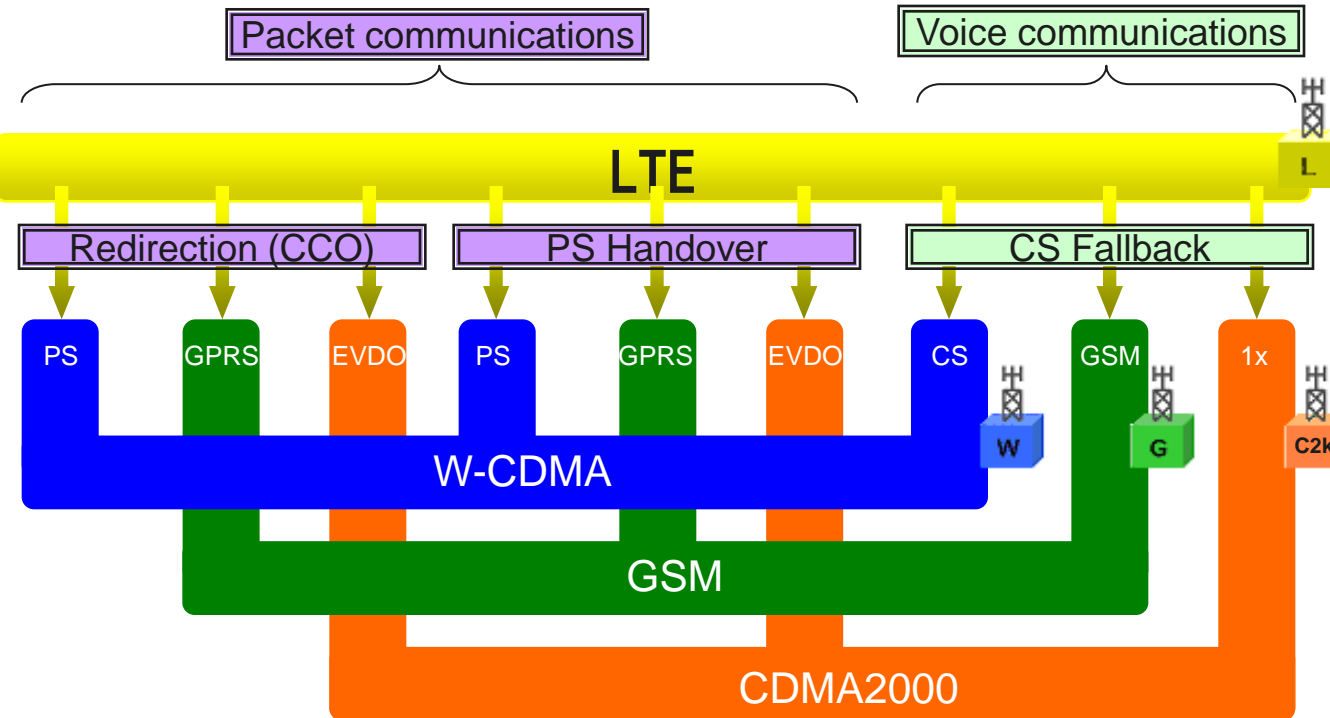 Packet communications
Voice communications
LTE
L
Redirection (CCO)
PS Handover
CS Fallback
PS
GPRS
EVDO
PS
GPRS
EVDO
CS
GSM
1x
W
G
C2k
W-CDMA
GSM
CDMA2000